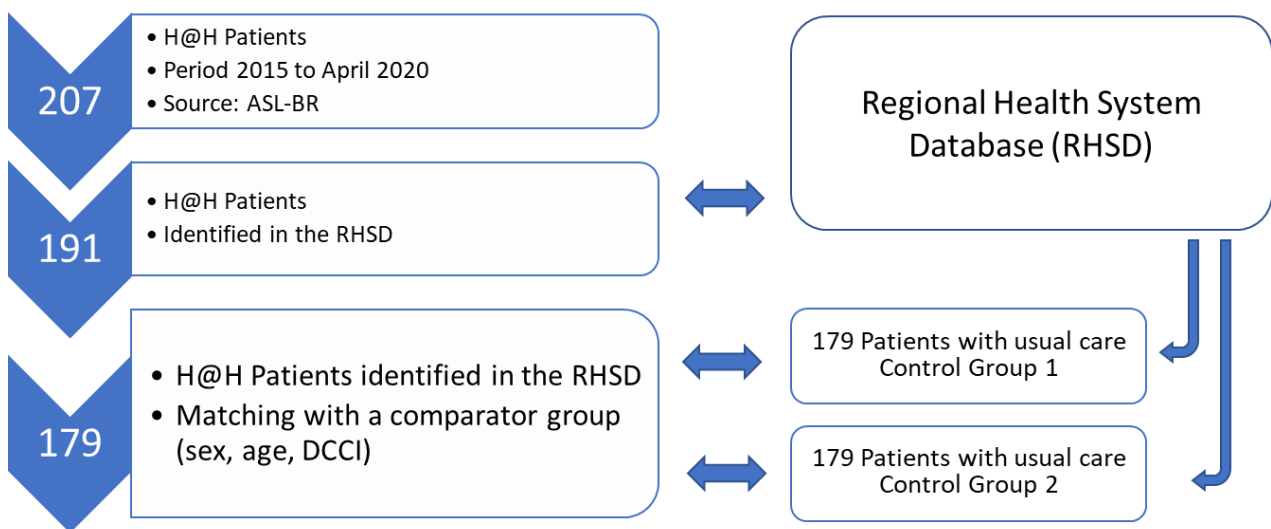 207
• H@H Patients
• Period 2015 to April 2020
• Source: ASL-BR
Regional Health System
Database (RHSD)
191
• H@H Patients
• Identified in the RHSD
179
• H@H Patients identified in the RHSD
• Matching with a comparator group
(sex, age, DCCI)
179 Patients with usual care
Control Group 1
179 Patients with usual care
Control Group 2